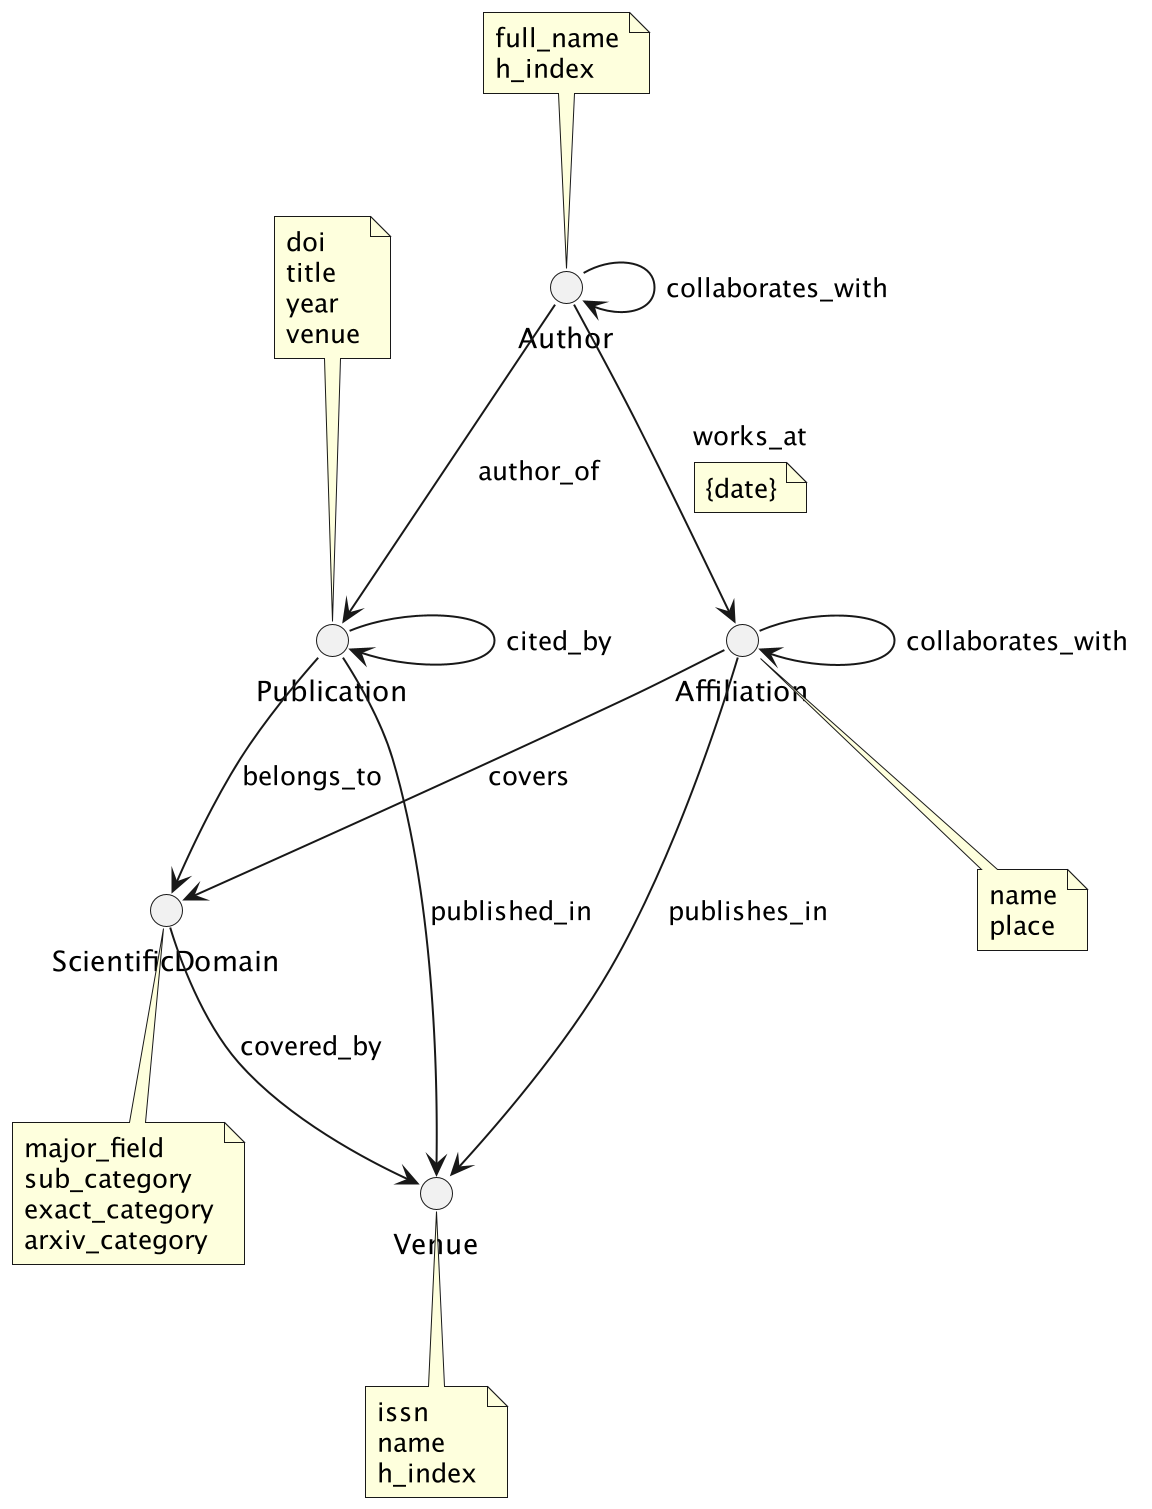 full_name
h_index
doi
title
year
venue
collaborates_with
Author
works_at
author_of
{date}
cited_by
collaborates_with
Publication
Affiliation
belongs_to
covers
name
place
published_in
publishes_in
ScientificDomain
covered_by
major_field
sub_category
exact_category
arxiv_category
Venue
issn
name
h_index